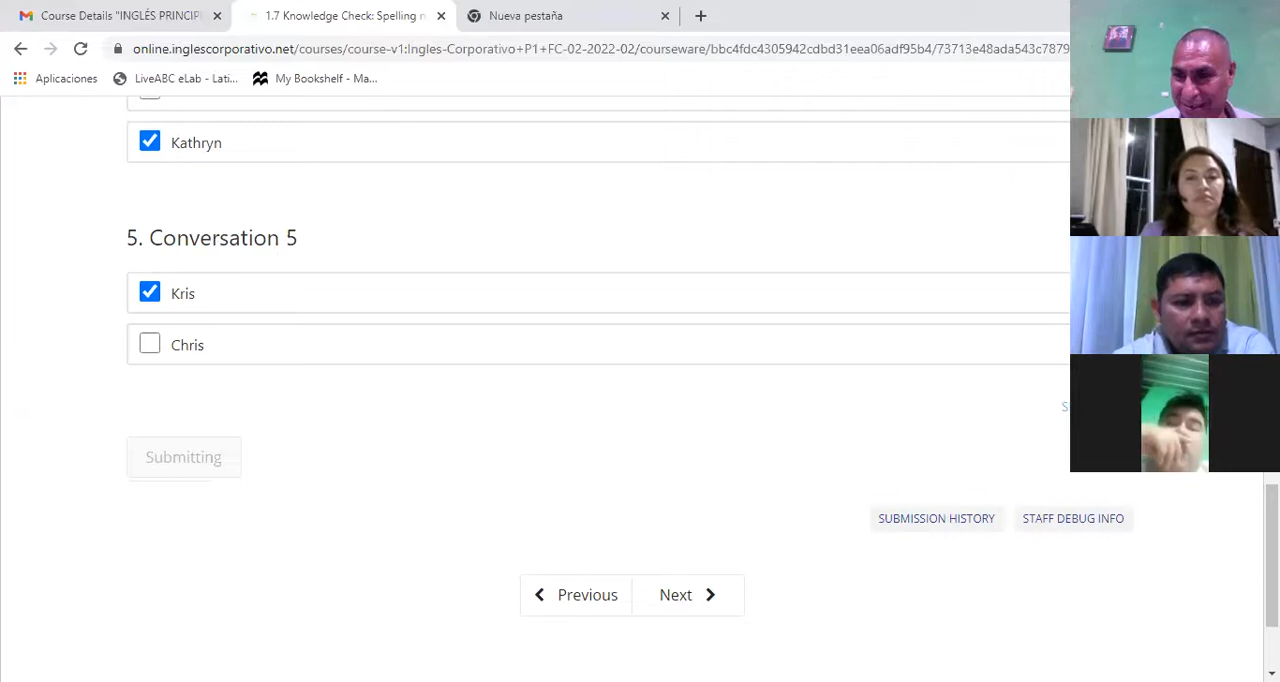 Course Details "INGLÉS PRINCIP
1.7 Knowledge Check: Spelling n
Nueva pestaña
online.inglescorporativo.net/courses/course-v1:Ingles-Corporativo+P1+FC-02-2022-02/courseware/bbc4fdc4305942cdbd31eea06adf95b4/73713e48ada543c7879
Aplicaciones
LiveABC eLab - Lati...
My Bookshelf - Ma...
Kathryn
5. Conversation 5
Kris
Chris
S
Submitting
SUBMISSION HISTORY
STAFF DEBUG INFO
Previous
Next